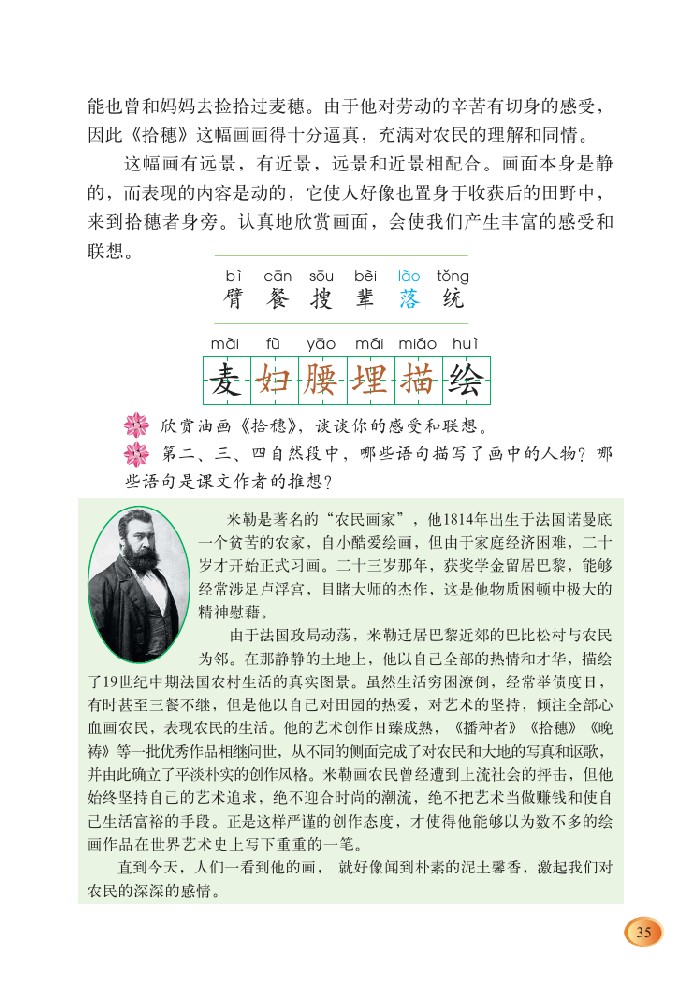 能也曾和妈妈去捡拾过麦穗。由于他对劳动的辛苦有切身的感受，
因此《拾穗》这幅画画得十分逼真，充满对农民的理解和同情。
这幅画有远景，有近景，远景和近景相配合。画面本身是静
的，而表现的内容是动的，它使人好像也置身于收获后的田野中，
来到拾穗者身旁。认真地欣赏画面，会使我们产生丰富的感受和
联想。
bì cān sōu bèi lào tǒng
臂 餐 搜 辈 落 统
mài fù yāo mái miáo huì
麦 妇 腰 埋 描 绘
欣赏油画《拾穗》，谈谈你的感受和联想。
第二、三、四自然段中，哪些语句描写了画中的人物？哪
些语句是课文作者的推想？
米勒是著名的“农民画家”，他1814年出生于法国诺曼底
一个贫苦的农家，自小酷爱绘画，但由于家庭经济困难，二十
岁才开始正式习画。二十三岁那年，获奖学金留居巴黎，能够
经常涉足卢浮宫，目睹大师的杰作，这是他物质困顿中极大的
精神慰藉。
由于法国政局动荡，米勒迁居巴黎近郊的巴比松村与农民
为邻。在那静静的土地上，他以自己全部的热情和才华，描绘
了19世纪中期法国农村生活的真实图景。虽然生活穷困潦倒，经常举债度日，
有时甚至三餐不继，但是他以自己对田园的热爱，对艺术的坚持，倾注全部心
血画农民，表现农民的生活。他的艺术创作日臻成熟，《播种者》《拾穗》《晚
祷》等一批优秀作品相继问世，从不同的侧面完成了对农民和大地的写真和讴歌，
并由此确立了平淡朴实的创作风格。米勒画农民曾经遭到上流社会的抨击，但他
始终坚持自己的艺术追求，绝不迎合时尚的潮流，绝不把艺术当做赚钱和使自
己生活富裕的手段。正是这样严谨的创作态度，才使得他能够以为数不多的绘
画作品在世界艺术史上写下重重的一笔。
直到今天，人们一看到他的画， 就好像闻到朴素的泥土馨香，激起我们对
农民的深深的感情。
35